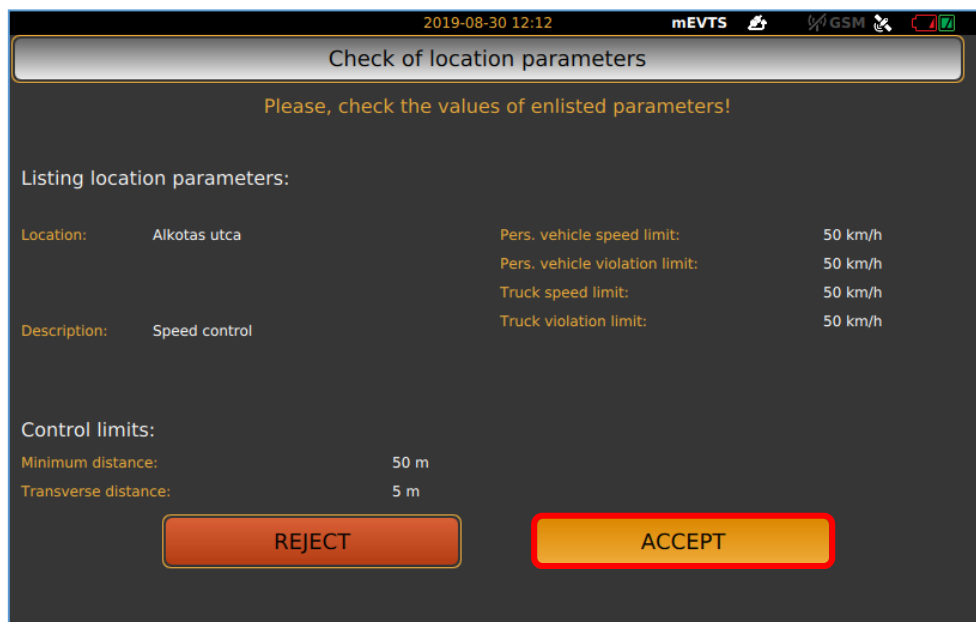 2019-08-30 12:12 mEVTS GSM
Check of location parameters
Please, check the values of enlisted parameters!
Listing location parameters:
Location: Alkotas utca
Description: Speed control
Pers. vehicle speed limit: 50 km/h
Pers. vehicle violation limit: 50 km/h
Truck speed limit: 50 km/h
Truck violation limit: 50 km/h
Control limits:
Minimum distance: 50 m
Transverse distance: 5 m
REJECT ACCEPT